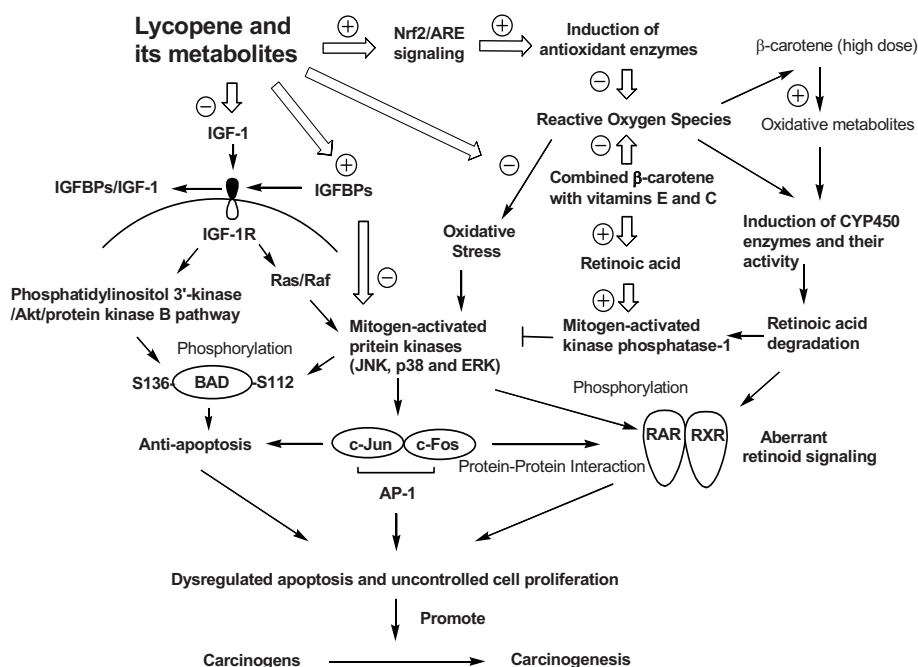 Lycopene and
its metabolites
+
Nrf2/ARE
signaling
+
Induction of
antioxidant enzymes
β-carotene (high dose)
−
−
+
IGF-1
+
−
Reactive Oxygen Species
Oxidative metabolites
−
IGFBPs/IGF-1
IGFBPs
Combined β-carotene
with vitamins E and C
IGF-1R
Oxidative
Stress
+
Induction of CYP450
enzymes and their
activity
Ras/Raf
−
Retinoic acid
Phosphatidylinositol 3'-kinase
/Akt/protein kinase B pathway
+
Mitogen-activated
pritein kinases
(JNK, p38 and ERK)
Mitogen-activated
kinase phosphatase-1
Retinoic acid
degradation
Phosphorylation
S136- BAD -S112
Phosphorylation
Anti-apoptosis
c-Jun c-Fos
RAR RXR
Aberrant
retinoid signaling
Protein-Protein Interaction
AP-1
Dysregulated apoptosis and uncontrolled cell proliferation
Promote
Carcinogens
Carcinogenesis